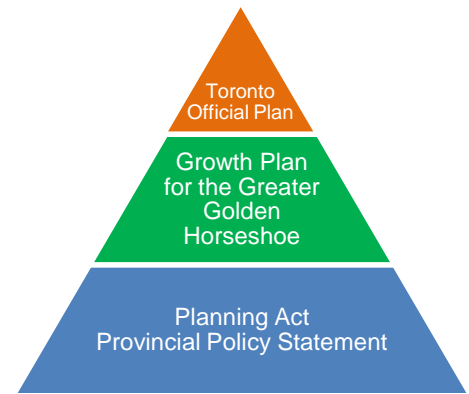 Toronto
Official Plan
Growth Plan
for the Greater
Golden
Horseshoe
Planning Act
Provincial Policy Statement